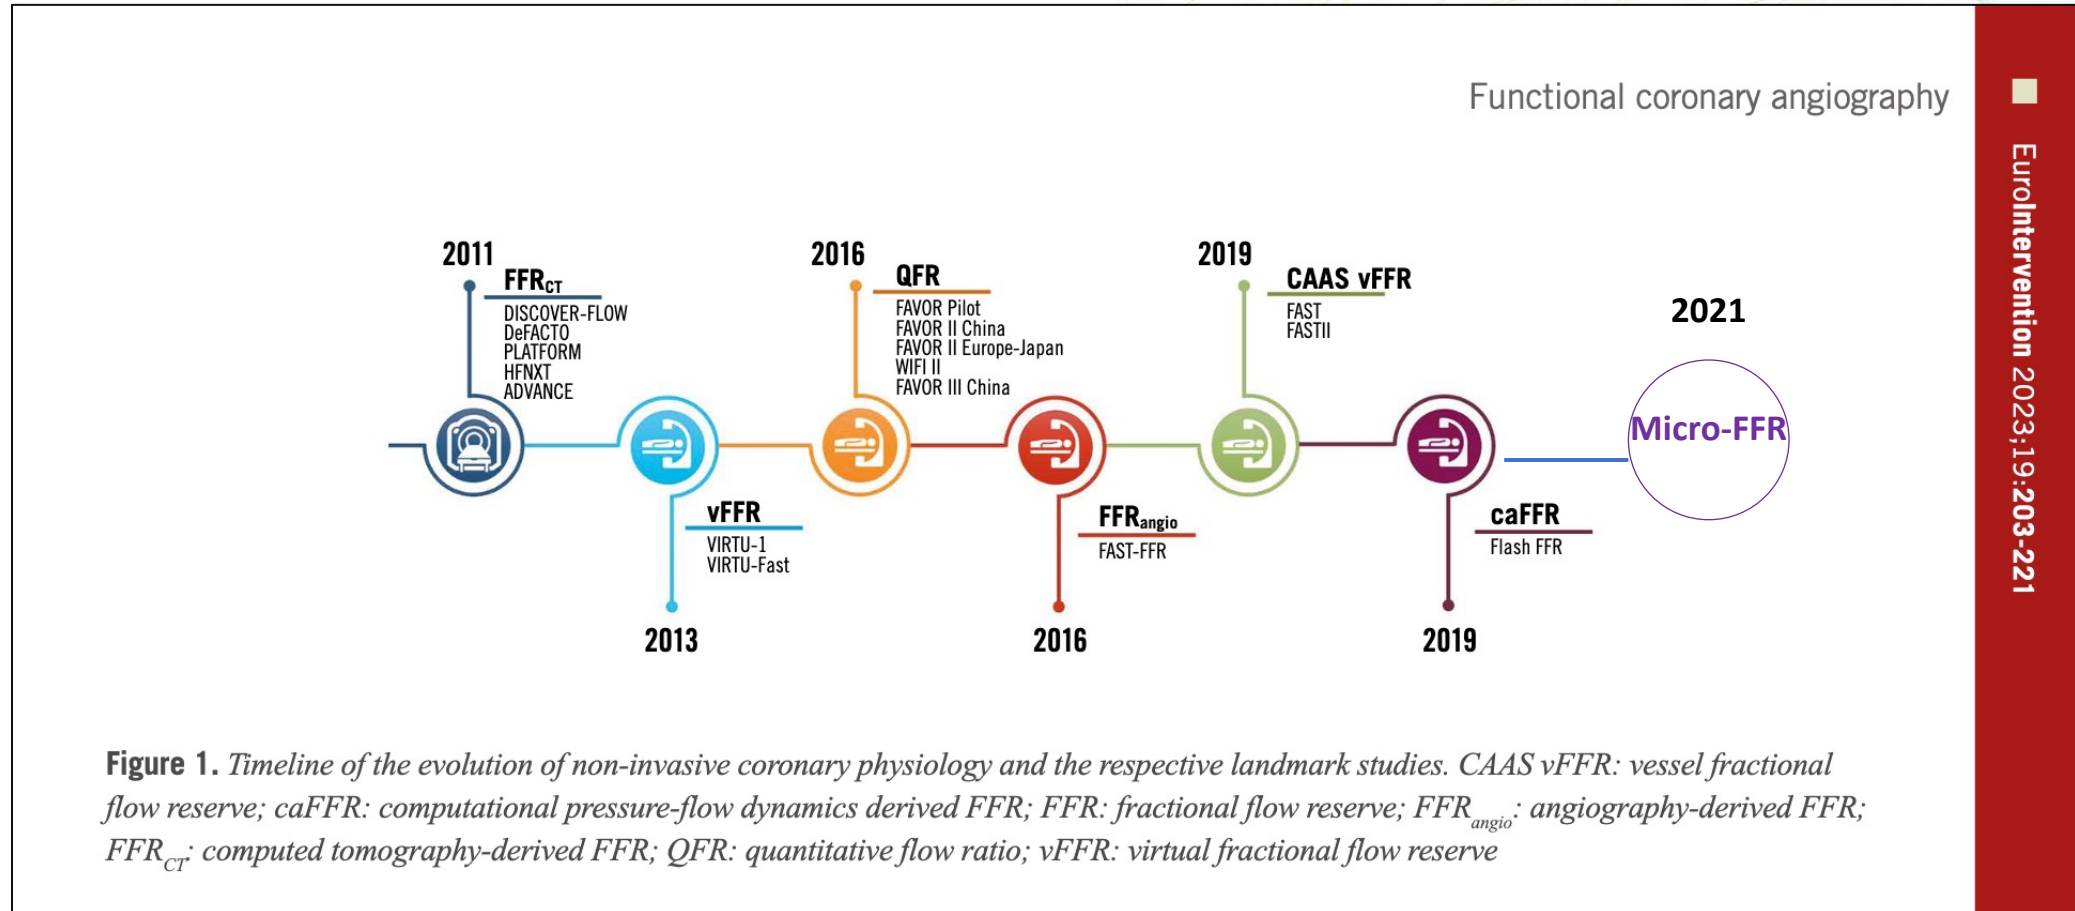 Functional coronary angiography
EuroIntervention 2023;19:203-221
2011
FFRCT
DISCOVER-FLOW
DeFACTO
PLATFORM
HFNXT
ADVANCE
vFFR
VIRTU-1
VIRTU-Fast
2013
2016
QFR
FAVOR Pilot
FAVOR II China
FAVOR II Europe-Japan
WIFI II
FAVOR III China
FFRangio
FAST-FFR
2016
2019
CAAS vFFR
FAST
FASTII
caFFR
Flash FFR
2019
2021
Micro-FFR
Figure 1. Timeline of the evolution of non-invasive coronary physiology and the respective landmark studies. CAAS vFFR: vessel fractional
flow reserve; caFFR: computational pressure-flow dynamics derived FFR; FFR: fractional flow reserve; FFRangio: angiography-derived FFR;
FFRCT: computed tomography-derived FFR; QFR: quantitative flow ratio; vFFR: virtual fractional flow reserve